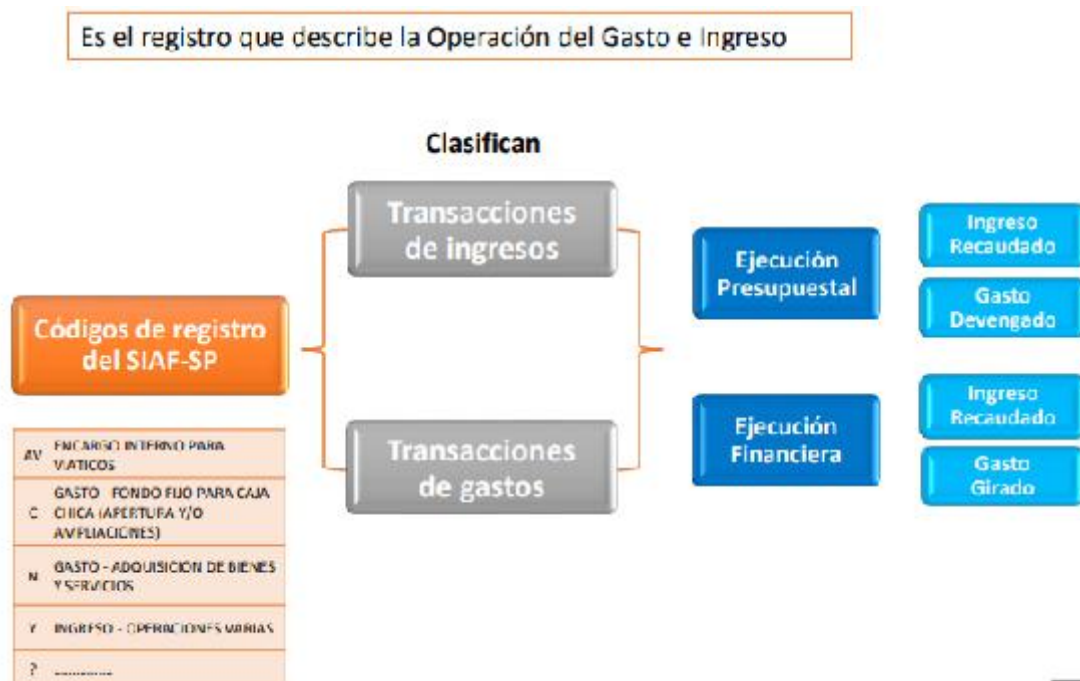 Es el registro que describe la Operación del Gasto e Ingreso
Clasifican
Transacciones
de ingresos
Ingreso
Recaudado
Ejecución
Presupuestal
Gasto
Devengado
Códigos de registro
del SIAF-SP
Ingreso
Recaudado
Ejecución
Financiera
Transacciones
de gastos
Gasto
Girado
AV ENCARGO INTERNO PARA
VIATICOS
C GASTO - FONDO FIJO PARA CAJA
CHICA (APERTURA Y/O
AMPLIACIONES)
N GASTO - ADQUISICION DE BIENES
Y SERVICIOS
Y INGRESO - OPERACIONES VARIAS
? ..............